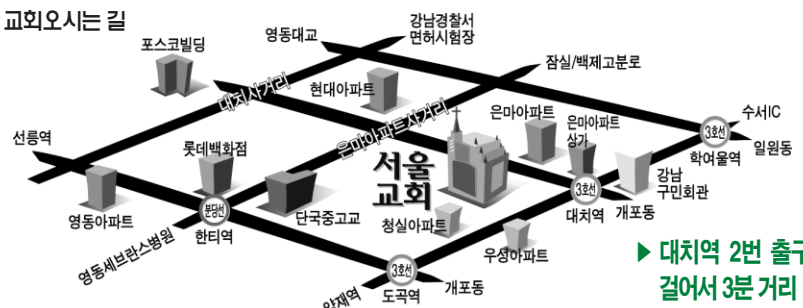 교회오시는 길
영동대교
강남경찰서
면허시험장
포스코빌딩
현대아파트
잠실/백제고분로
대치사거리
은마아파트사거리
은마아파트
은마아파트
상가
3호선
수서IC
학여울역
일원동
선릉역
롯데백화점
서울
교회
강남
구민회관
영동아파트
분당선
한티역
단국중고교
청실아파트
3호선
대치역
개포동
영동세브란스병원
우성아파트
3호선
도곡역
개포동
양재역
▶ 대치역 2번 출구
걸어서 3분 거리